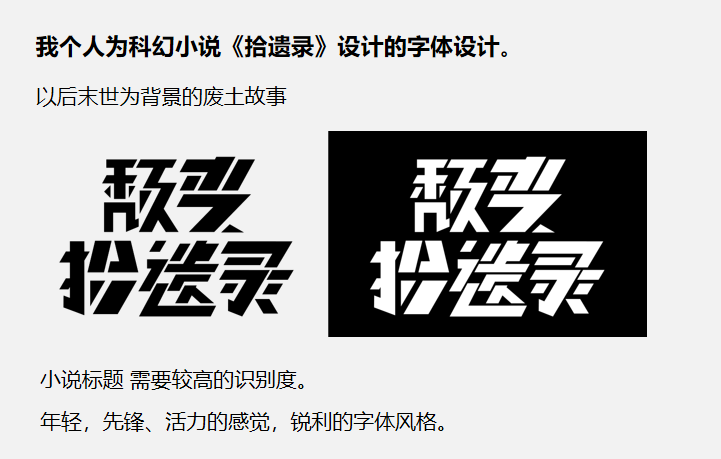 我个人为科幻小说《拾遗录》设计的字体设计。
以后末世为背景的废土故事
拾遗录
拾遗录
小说标题 需要较高的识别度。
年轻，先锋、活力的感觉，锐利的字体风格。